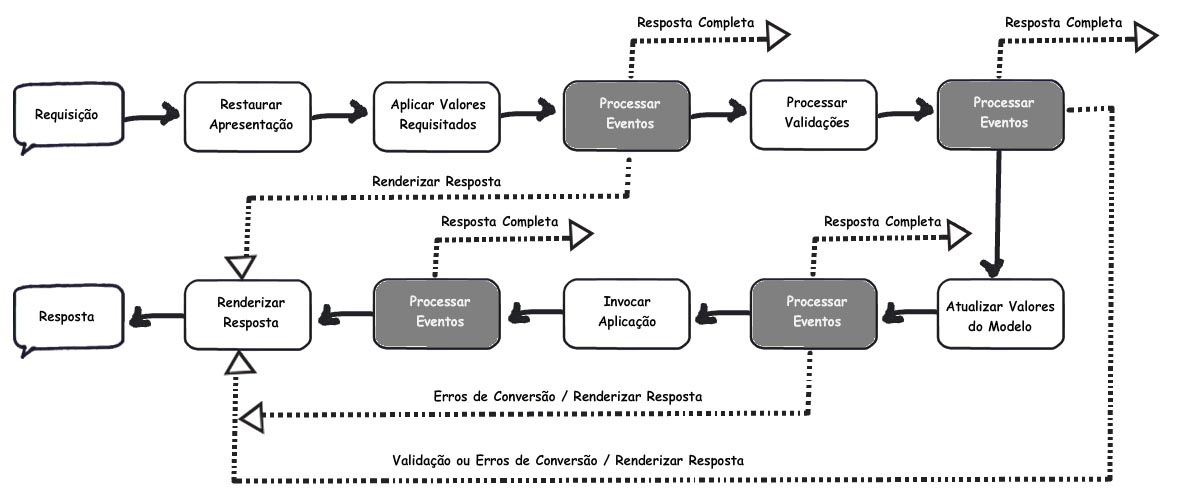 Resposta Completa
Resposta Completa
Requisição
Restaurar
Apresentação
Aplicar Valores
Requisitados
Processar
Eventos
Processar
Validações
Processar
Eventos
Renderizar Resposta
Resposta Completa
Resposta Completa
Resposta
Renderizar
Resposta
Processar
Eventos
Invocar
Aplicação
Processar
Eventos
Atualizar Valores
do Modelo
Erros de Conversão / Renderizar Resposta
Validação ou Erros de Conversão / Renderizar Resposta